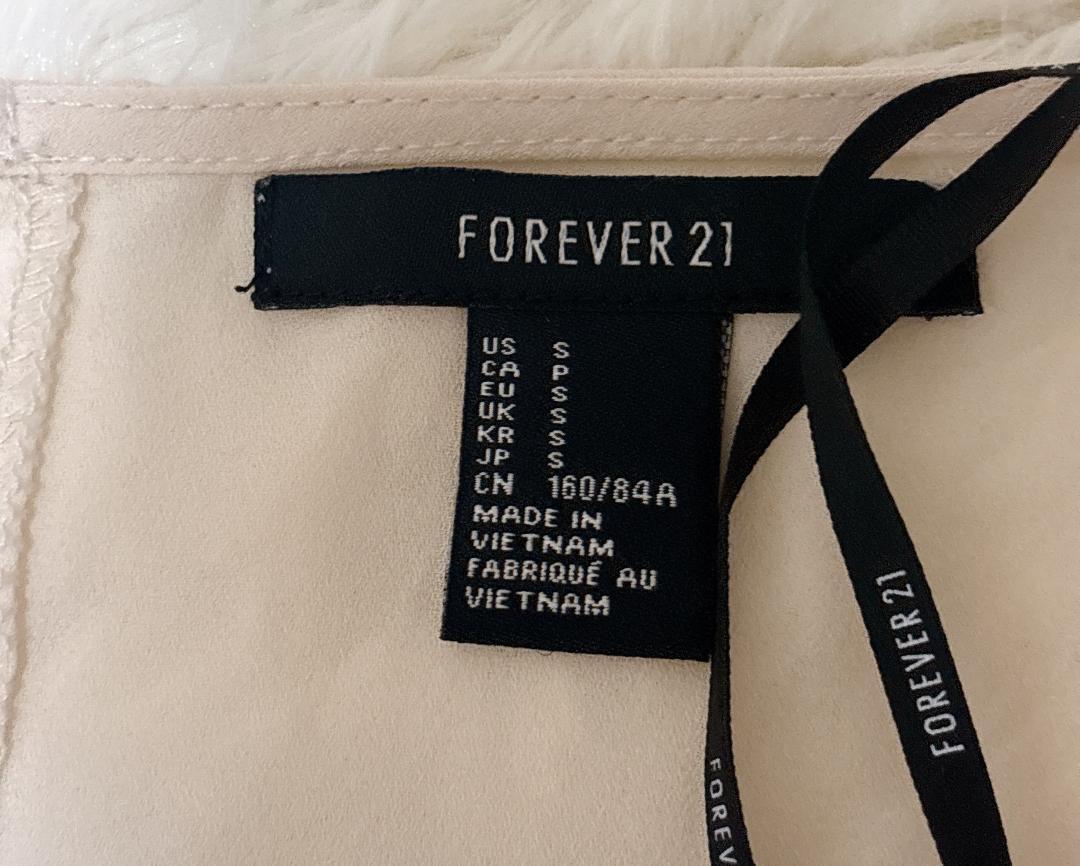 FOREVER 21
US S
CA P
EU S
UK S
KR S
JP S
CN 160/84A
MADE IN
VIETNAM
FABRIQUÉ AU
VIETNAM
FOREVER 21
FOREV